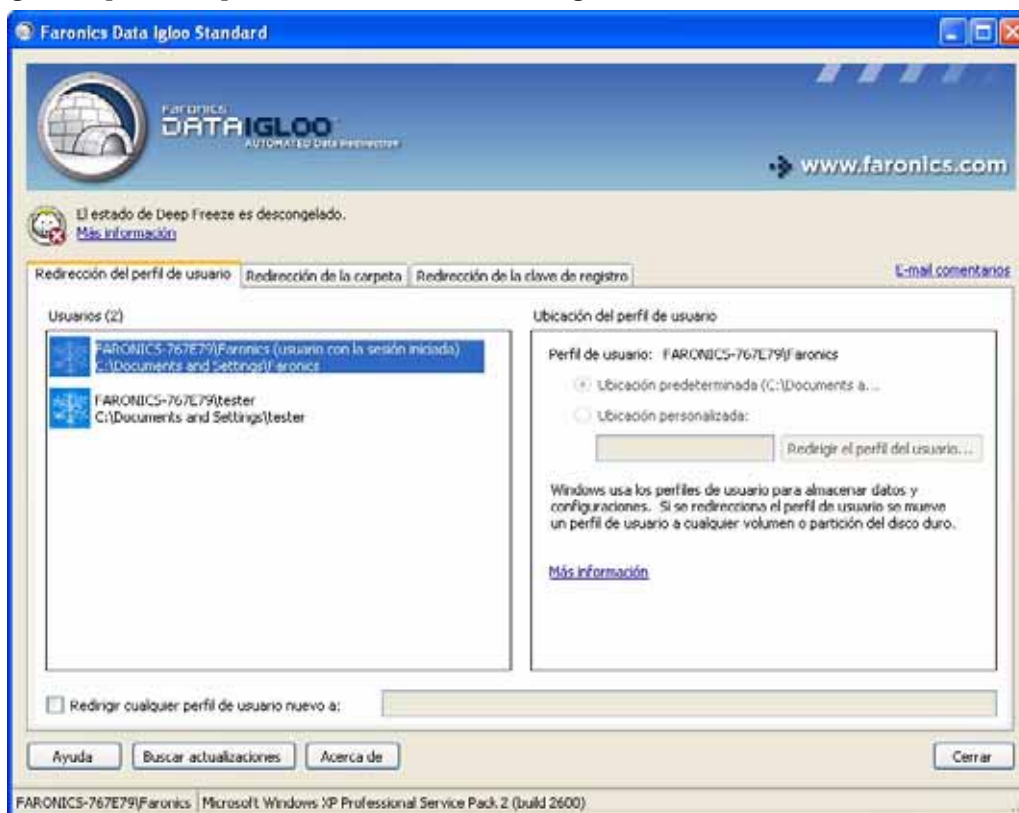 Faronics Data Igloo Standard
Faronics
DATA IGLOO
AUTOMATED Data Redirection
www.faronics.com
El estado de Deep Freeze es descongelado.
Más información
Redirección del perfil de usuario
Redirección de la carpeta
Redirección de la clave de registro
E-mail comentarios
Usuarios (2)
FARONICS-767E79\Faronics (usuario con la sesión iniciada)
C:\Documents and Settings\Faronics
FARONICS-767E79\tester
C:\Documents and Settings\tester
Ubicación del perfil de usuario
Perfil de usuario: FARONICS-767E79\Faronics
Ubicación predeterminada (C:\Documents a...
Ubicación personalizada:
Redirigir el perfil del usuario...
Windows usa los perfiles de usuario para almacenar datos y
configuraciones. Si se redirecciona el perfil de usuario se mueve
un perfil de usuario a cualquier volumen o partición del disco duro.
Más información
Redirigir cualquier perfil de usuario nuevo a:
Ayuda
Buscar actualizaciones
Acerca de
Cerrar
FARONICS-767E79\Faronics
Microsoft Windows XP Professional Service Pack 2 (build 2600)